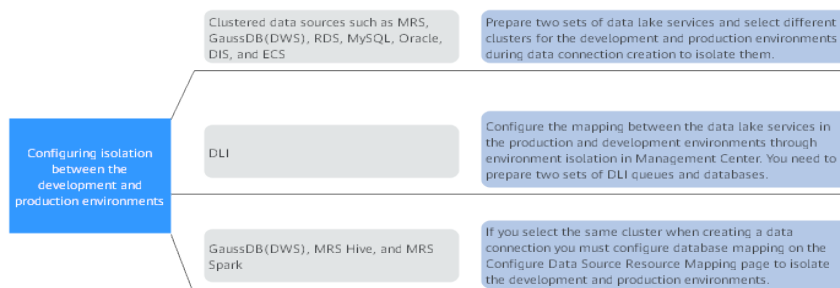 Clustered data sources such as MRS,
GaussDB(DWS), RDS, MySQL, Oracle,
DIS, and ECS
Prepare two sets of data lake services and select different
clusters for the development and production environments
during data connection creation to isolate them.
Configuring isolation
between the
development and
production environments
DLI
Configure the mapping between the data lake services in
the production and development environments through
environment isolation in Management Center. You need to
prepare two sets of DLI queues and databases.
GaussDB(DWS), MRS Hive, and MRS
Spark
If you select the same cluster when creating a data
connection you must configure database mapping on the
Configure Data Source Resource Mapping page to isolate
the development and production environments.